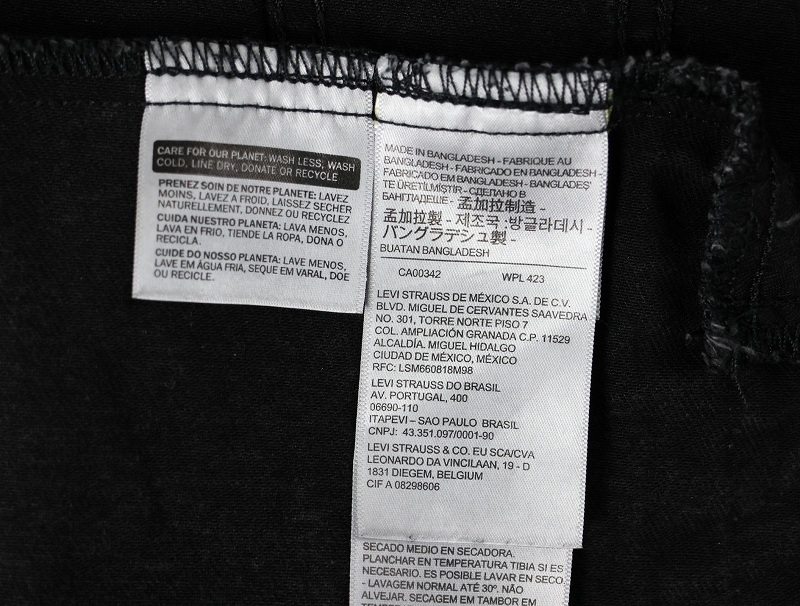 CARE FOR OUR PLANET: WASH LESS, WASH
COLD, LINE DRY, DONATE OR RECYCLE
PRENEZ SOIN DE NOTRE PLANETE: LAVEZ
MOINS, LAVEZ A FROID, LAISSEZ SECHER
NATURELLEMENT, DONNEZ OU RECYCLEZ
CUIDA NUESTRO PLANETA: LAVA MENOS,
LAVA EN FRIO, TIENDE LA ROPA, DONA O
RECICLA.
CUIDE DO NOSSO PLANETA: LAVE MENOS,
LAVE EM ÁGUA FRIA, SEQUE EM VARAL, DOE
OU RECICLE.
MADE IN BANGLADESH - FABRIQUE AU
BANGLADESH - FABRICADO EN BANGLADESH -
FABRICADO EM BANGLADESH - BANGLADEŞ'
TE ÜRETİLMİŞTİR - СДЕЛАНО В
БАНГЛАДЕШЕ - 孟加拉制造 -
孟加拉製 - 제조국 :방글라데시 -
バングラデシュ製 -
BUATAN BANGLADESH
CA00342 WPL 423
LEVI STRAUSS DE MÉXICO S.A. DE C.V.
BLVD. MIGUEL DE CERVANTES SAAVEDRA
NO. 301, TORRE NORTE PISO 7
COL. AMPLIACIÓN GRANADA C.P. 11529
ALCALDÍA. MIGUEL HIDALGO
CIUDAD DE MÉXICO, MÉXICO
RFC: LSM660818M98
LEVI STRAUSS DO BRASIL
AV. PORTUGAL, 400
06690-110
ITAPEVI – SAO PAULO BRASIL
CNPJ: 43.351.097/0001-90
LEVI STRAUSS & CO. EU SCA/CVA
LEONARDO DA VINCILAAN, 19 - D
1831 DIEGEM, BELGIUM
CIF A 08298606
SECADO MEDIO EN SECADORA.
PLANCHAR EN TEMPERATURA TIBIA SI ES
NECESARIO. ES POSIBLE LAVAR EN SECO.
- LAVAGEM NORMAL ATÉ 30º. NÃO
ALVEJAR. SECAGEM EM TAMBOR EM